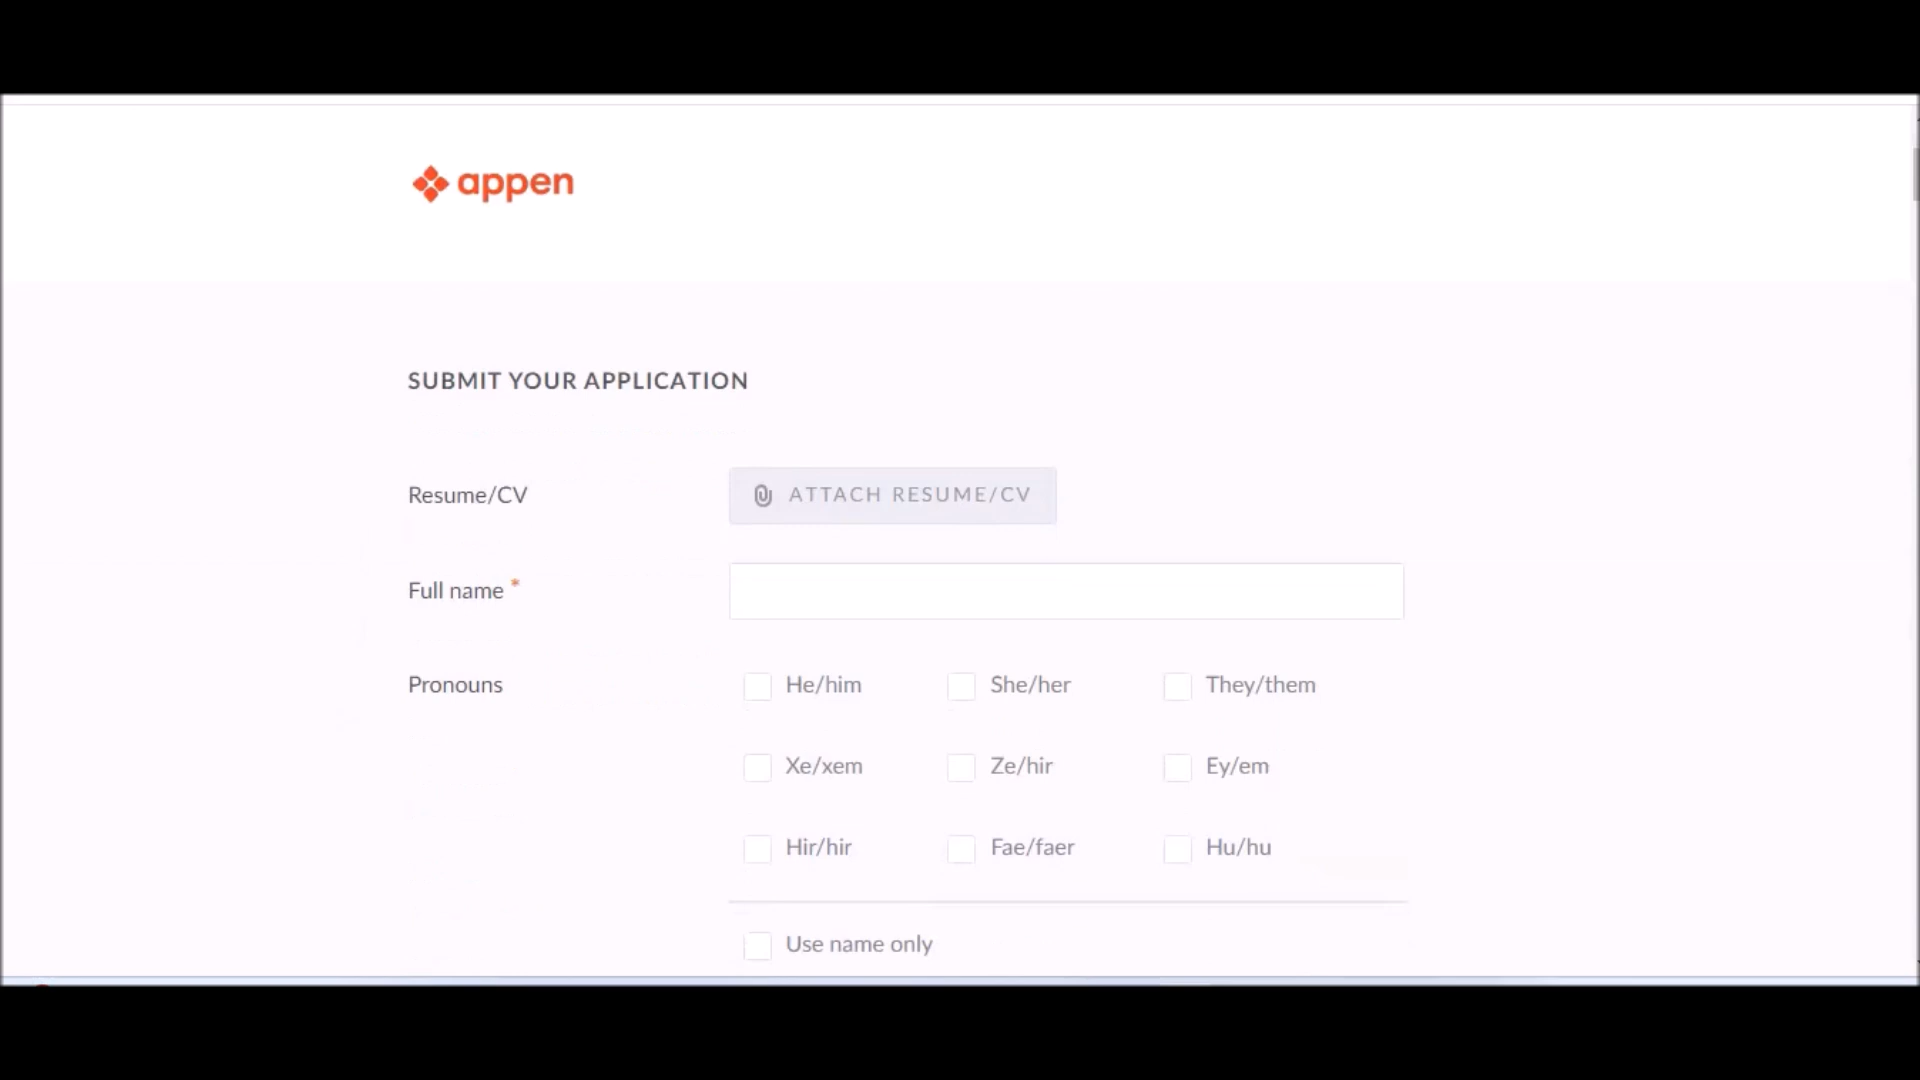 appen
SUBMIT YOUR APPLICATION
Resume/CV
ATTACH RESUME/CV
Full name *
Pronouns
He/him She/her They/them
Xe/xem Ze/hir Ey/em
Hir/hir Fae/faer Hu/hu
Use name only